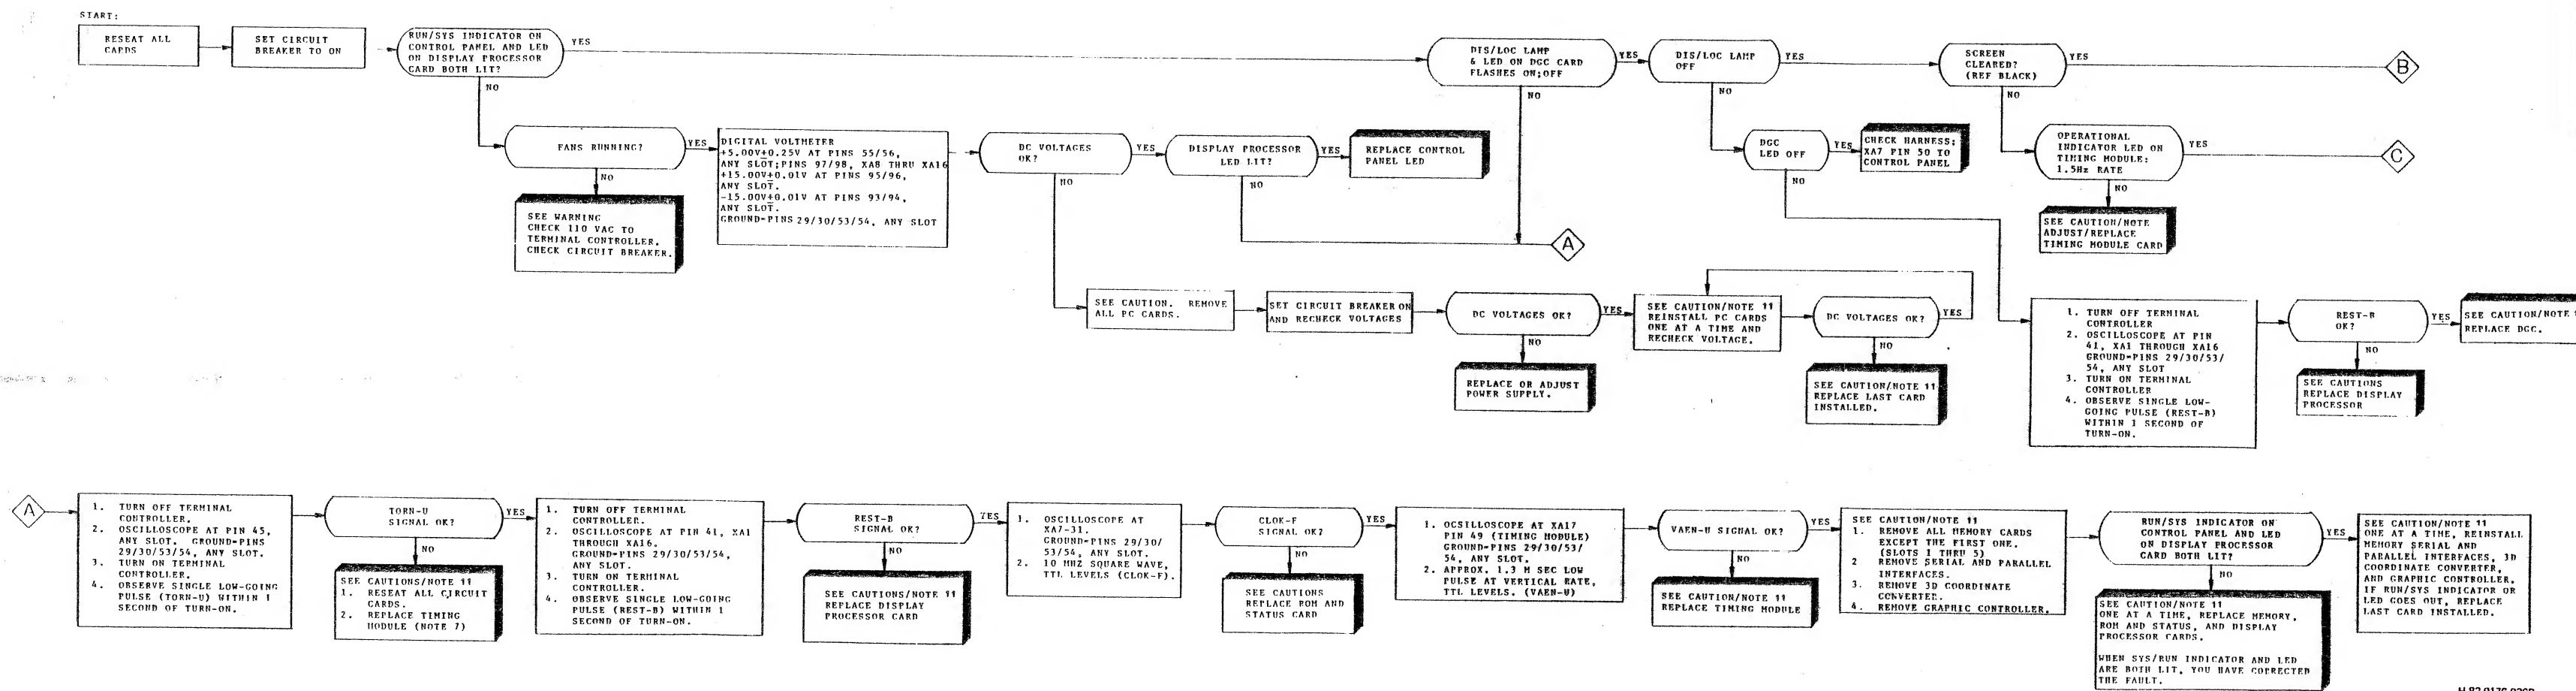 START:
RESEAT ALL
CARDS
SET CIRCUIT
BREAKER TO ON
RUN/SYS INDICATOR ON
CONTROL PANEL AND LED
ON DISPLAY PROCESSOR
CARD BOTH LIT?
YES
NO
DIS/LOC LAMP
& LED ON DGC CARD
FLASHES ON;OFF
YES
NO
DIS/LOC LAMP
OFF
YES
NO
SCREEN
CLEARED?
(REF BLACK)
YES
NO
B
FANS RUNNING?
YES
NO
DIGITAL VOLTMETER
+5.00V±0.25V AT PINS 55/56,
ANY SLOT;PINS 97/98, XA8 THRU XA16
+15.00V±0.01V AT PINS 95/96,
ANY SLOT.
-15.00V±0.01V AT PINS 93/94,
ANY SLOT.
GROUND-PINS 29/30/53/54, ANY SLOT
DC VOLTAGES
OK?
YES
NO
DISPLAY PROCESSOR
LED LIT?
YES
NO
REPLACE CONTROL
PANEL LED
DGC
LED OFF
YES
NO
CHECK HARNESS:
XA7 PIN 50 TO
CONTROL PANEL
OPERATIONAL
INDICATOR LED ON
TIMING MODULE:
1.5Hz RATE
YES
NO
C
SEE WARNING
CHECK 110 VAC TO
TERMINAL CONTROLLER.
CHECK CIRCUIT BREAKER.
A
SEE CAUTION/NOTE
ADJUST/REPLACE
TIMING MODULE CARD
SEE CAUTION. REMOVE
ALL PC CARDS.
SET CIRCUIT BREAKER ON
AND RECHECK VOLTAGES
DC VOLTAGES OK?
YES
NO
SEE CAUTION/NOTE 11
REINSTALL PC CARDS
ONE AT A TIME AND
RECHECK VOLTAGE.
DC VOLTAGES OK?
YES
NO
REPLACE OR ADJUST
POWER SUPPLY.
SEE CAUTION/NOTE 11
REPLACE LAST CARD
INSTALLED.
1. TURN OFF TERMINAL
CONTROLLER
2. OSCILLOSCOPE AT PIN
41, XA1 THROUGH XA16
GROUND-PINS 29/30/53/
54, ANY SLOT
3. TURN ON TERMINAL
CONTROLLER
4. OBSERVE SINGLE LOW-
GOING PULSE (REST-B)
WITHIN 1 SECOND OF
TURN-ON.
REST-B
OK?
YES
NO
SEE CAUTION/NOTE
REPLACE DGC.
SEE CAUTIONS
REPLACE DISPLAY
PROCESSOR
A
1. TURN OFF TERMINAL
CONTROLLER.
2. OSCILLOSCOPE AT PIN 45,
ANY SLOT. GROUND-PINS
29/30/53/54, ANY SLOT.
3. TURN ON TERMINAL
CONTROLLER.
4. OBSERVE SINGLE LOW-GOING
PULSE (TORN-U) WITHIN 1
SECOND OF TURN-ON.
TORN-U
SIGNAL OK?
YES
NO
SEE CAUTIONS/NOTE 11
1. RESEAT ALL CIRCUIT
CARDS.
2. REPLACE TIMING
MODULE (NOTE 7)
1. TURN OFF TERMINAL
CONTROLLER.
2. OSCILLOSCOPE AT PIN 41, XA1
THROUGH XA16.
GROUND-PINS 29/30/53/54,
ANY SLOT.
3. TURN ON TERMINAL
CONTROLLER.
4. OBSERVE SINGLE LOW-GOING
PULSE (REST-B) WITHIN 1
SECOND OF TURN-ON.
REST-B
SIGNAL OK?
YES
NO
SEE CAUTIONS/NOTE 11
REPLACE DISPLAY
PROCESSOR CARD
1. OSCILLOSCOPE AT
XA7-31.
GROUND-PINS 29/30/
53/54, ANY SLOT.
2. 10 MHZ SQUARE WAVE,
TTL LEVELS (CLOK-F).
CLOK-F
SIGNAL OK?
YES
NO
SEE CAUTIONS
REPLACE ROM AND
STATUS CARD
1. OCSILLOSCOPE AT XA17
PIN 49 (TIMING MODULE)
GROUND-PINS 29/30/53/
54, ANY SLOT.
2. APPROX. 1.3 M SEC LOW
PULSE AT VERTICAL RATE,
TTL LEVELS. (VAEN-U)
VAEN-U SIGNAL OK?
YES
NO
SEE CAUTION/NOTE 11
REPLACE TIMING MODULE
SEE CAUTION/NOTE 11
1. REMOVE ALL MEMORY CARDS
EXCEPT THE FIRST ONE.
(SLOTS 1 THRU 5)
2 REMOVE SERIAL AND PARALLEL
INTERFACES.
3. REMOVE 3D COORDINATE
CONVERTER.
4. REMOVE GRAPHIC CONTROLLER.
RUN/SYS INDICATOR ON
CONTROL PANEL AND LED
ON DISPLAY PROCESSOR
CARD BOTH LIT?
YES
NO
SEE CAUTION/NOTE 11
ONE AT A TIME, REINSTALL
MEMORY SERIAL AND
PARALLEL INTERFACES, 3D
COORDINATE CONVERTER,
AND GRAPHIC CONTROLLER.
IF RUN/SYS INDICATOR OR
LED GOES OUT, REPLACE
LAST CARD INSTALLED.
SEE CAUTION/NOTE 11
ONE AT A TIME, REPLACE MEMORY,
ROM AND STATUS, AND DISPLAY
PROCESSOR CARDS.
WHEN SYS/RUN INDICATOR AND LED
ARE BOTH LIT, YOU HAVE CORRECTED
THE FAULT.